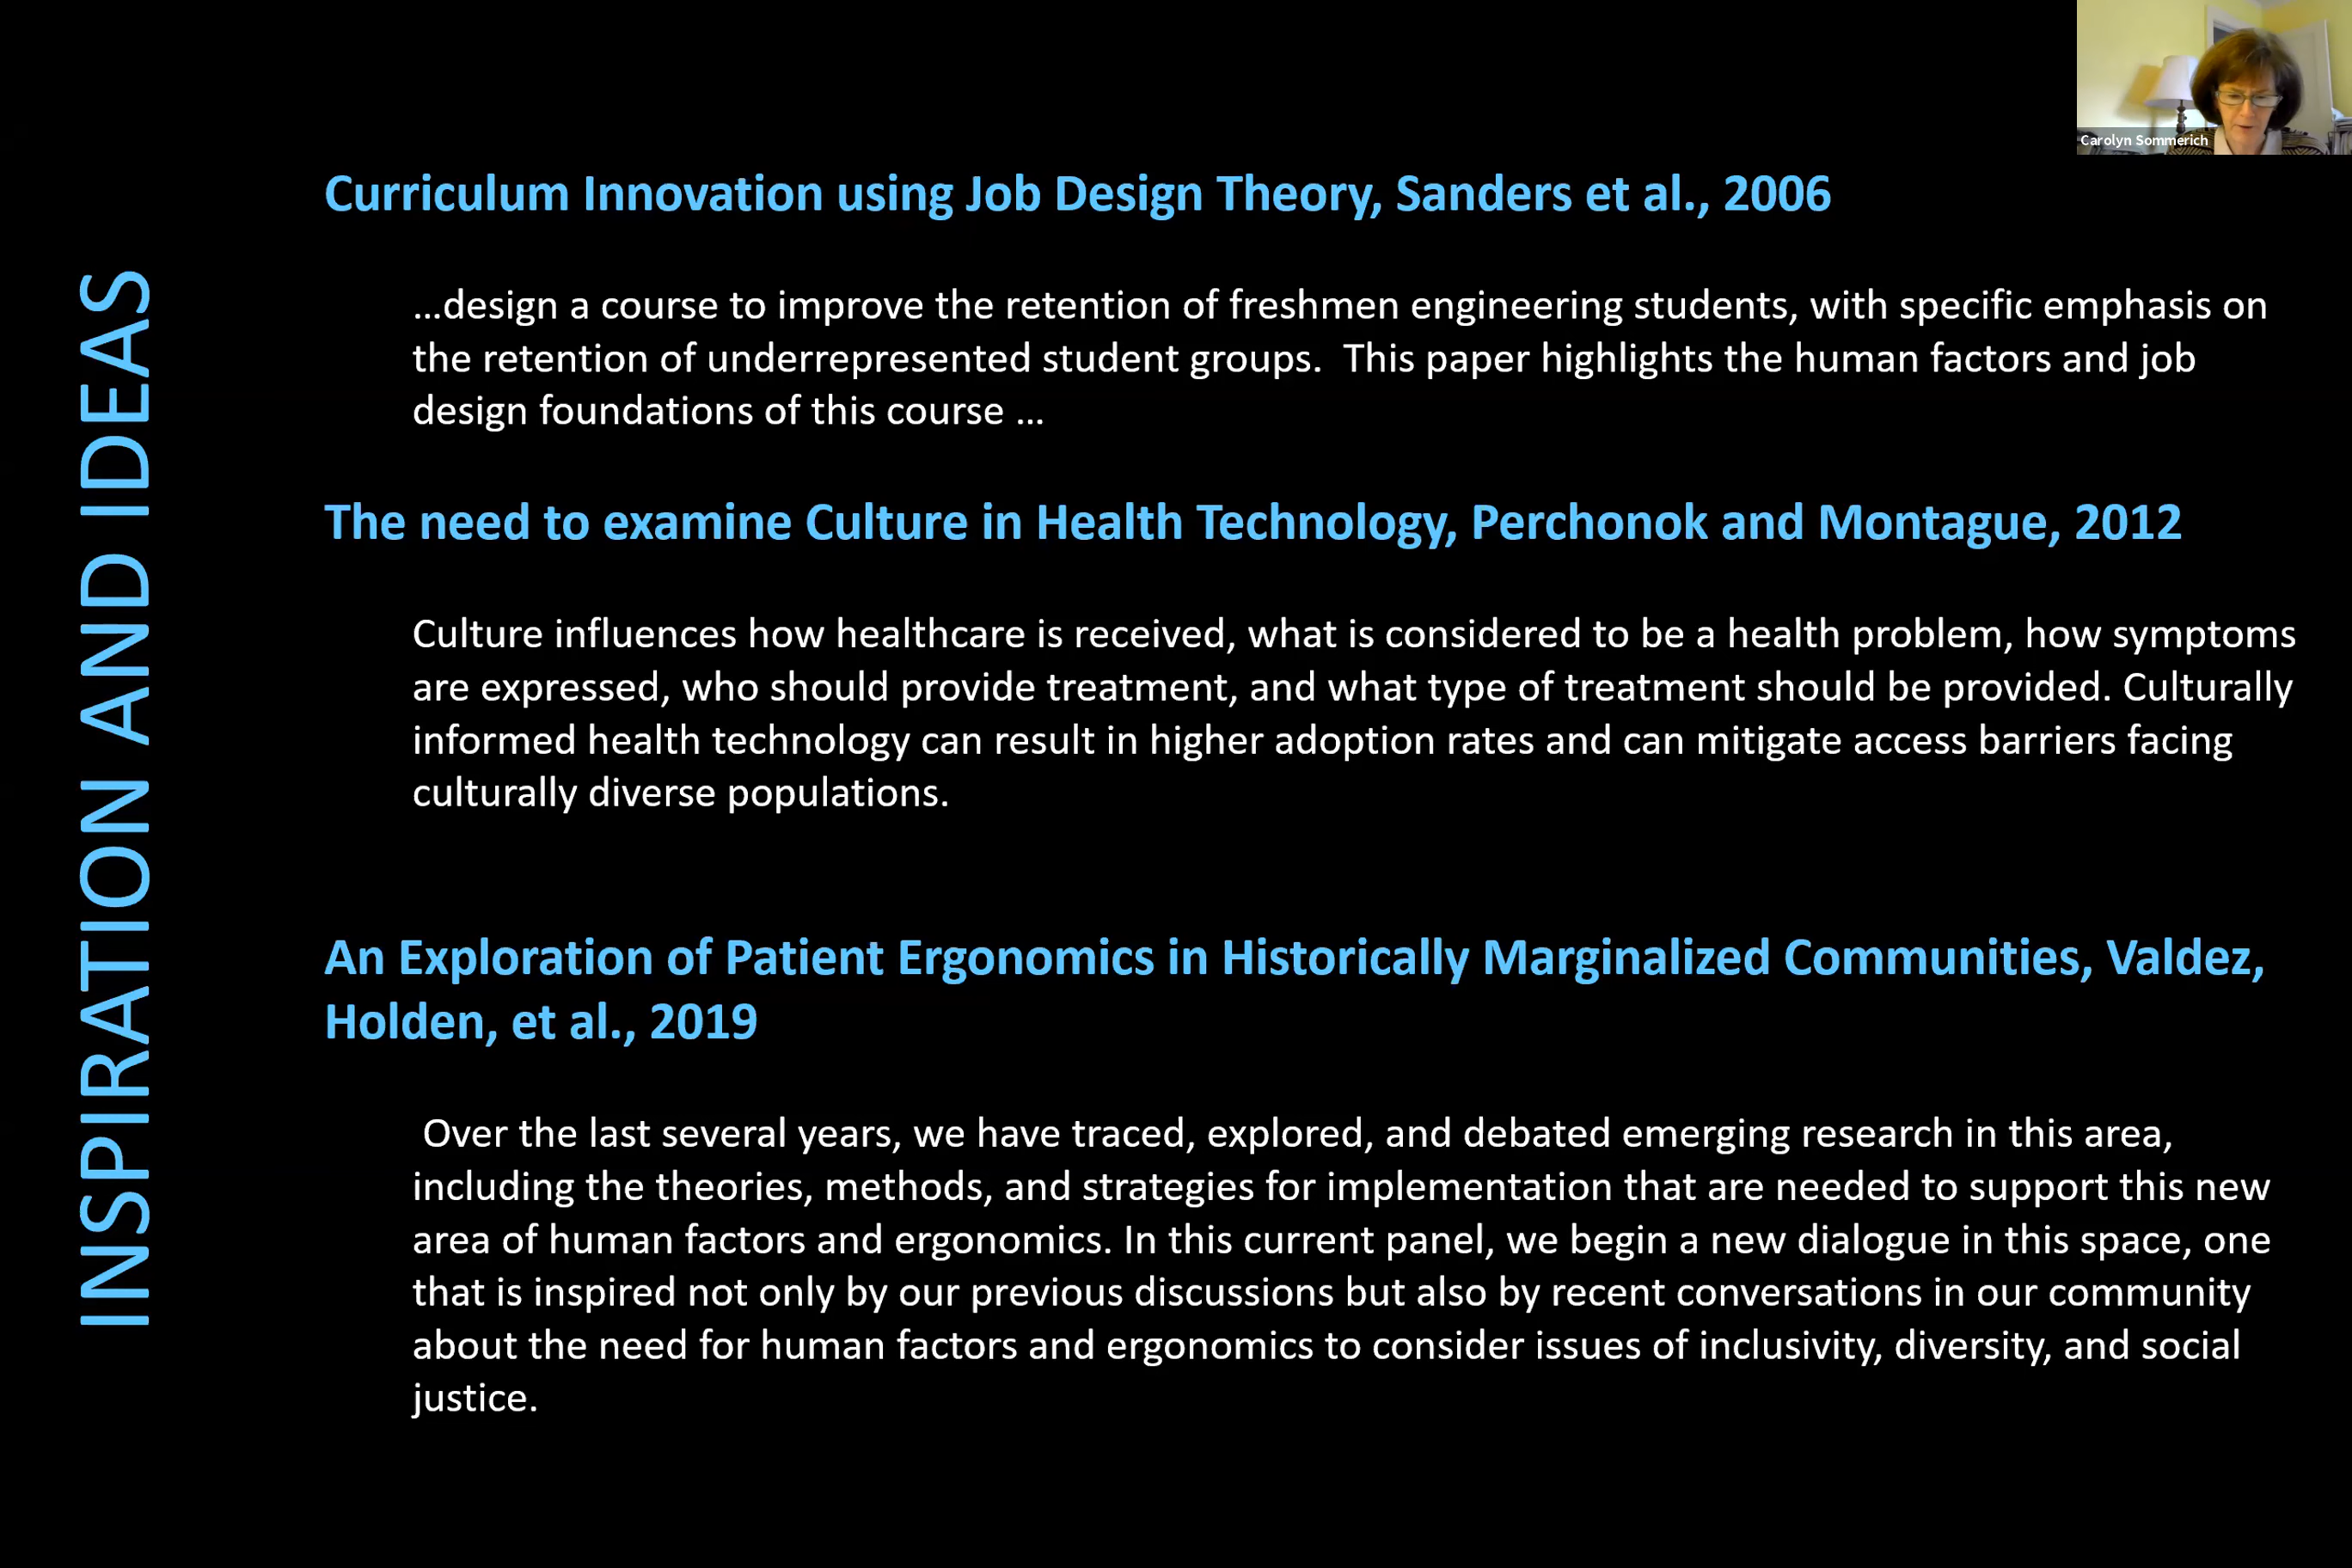 Carolyn Sommerich
INSPIRATION AND IDEAS
Curriculum Innovation using Job Design Theory, Sanders et al., 2006
…design a course to improve the retention of freshmen engineering students, with specific emphasis on
the retention of underrepresented student groups.  This paper highlights the human factors and job
design foundations of this course …
The need to examine Culture in Health Technology, Perchonok and Montague, 2012
Culture influences how healthcare is received, what is considered to be a health problem, how symptoms
are expressed, who should provide treatment, and what type of treatment should be provided. Culturally
informed health technology can result in higher adoption rates and can mitigate access barriers facing
culturally diverse populations.
An Exploration of Patient Ergonomics in Historically Marginalized Communities, Valdez,
Holden, et al., 2019
Over the last several years, we have traced, explored, and debated emerging research in this area,
including the theories, methods, and strategies for implementation that are needed to support this new
area of human factors and ergonomics. In this current panel, we begin a new dialogue in this space, one
that is inspired not only by our previous discussions but also by recent conversations in our community
about the need for human factors and ergonomics to consider issues of inclusivity, diversity, and social
justice.